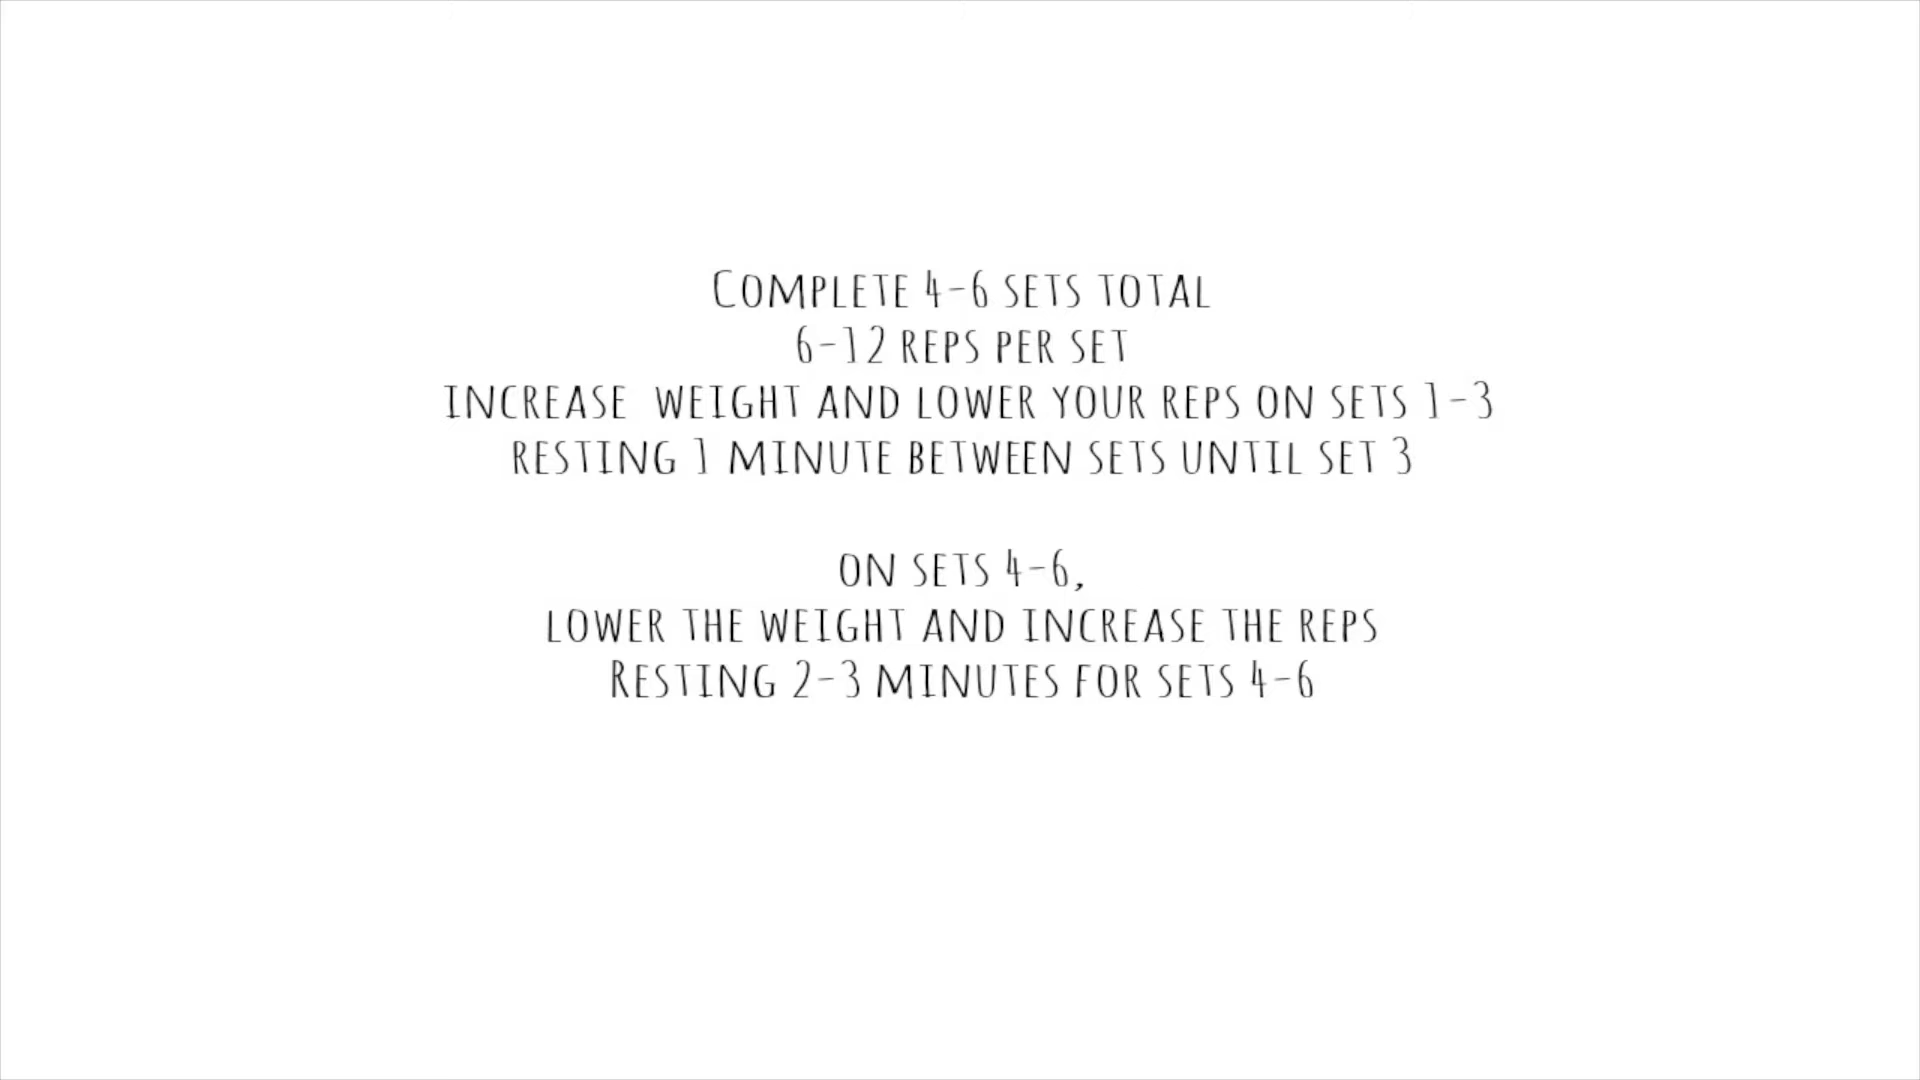 Complete 4-6 sets total
6-12 reps per set
increase weight and lower your reps on sets 1-3
resting 1 minute between sets until set 3
on sets 4-6,
lower the weight and increase the reps
Resting 2-3 minutes for sets 4-6